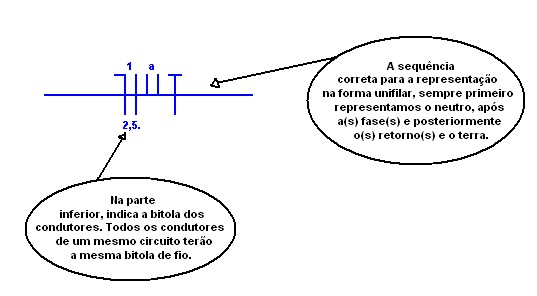 1 a
2,5.
A sequência
correta para a representação
na forma unifilar, sempre primeiro
representamos o neutro, após
a(s) fase(s) e posteriormente
o(s) retorno(s) e o terra.
Na parte
inferior, indica a bitola dos
condutores. Todos os condutores
de um mesmo circuito terão
a mesma bitola de fio.